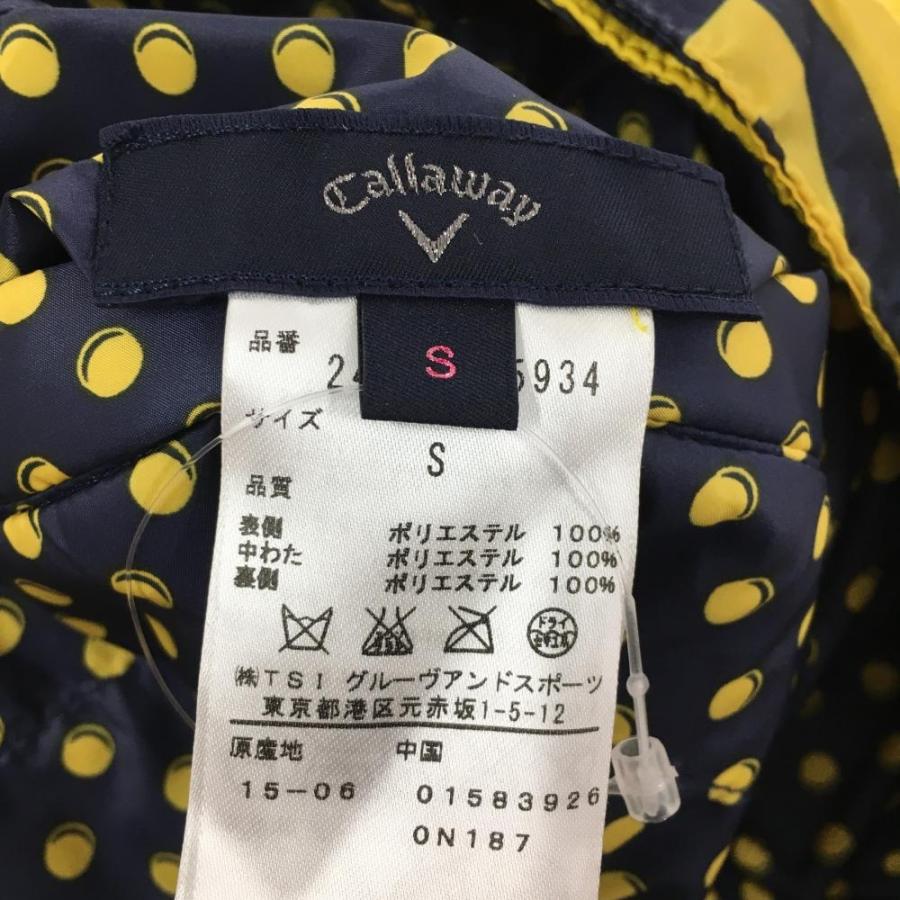 Callaway
S
品番
24 5934
サイズ
S
品質
表側 ポリエステル 100%
中わた ポリエステル 100%
裏側 ポリエステル 100%
ドライ
㈱TSI グルーヴアンドスポーツ
東京都港区元赤坂1-5-12
原産地 中国
15-06 01583926
0N187